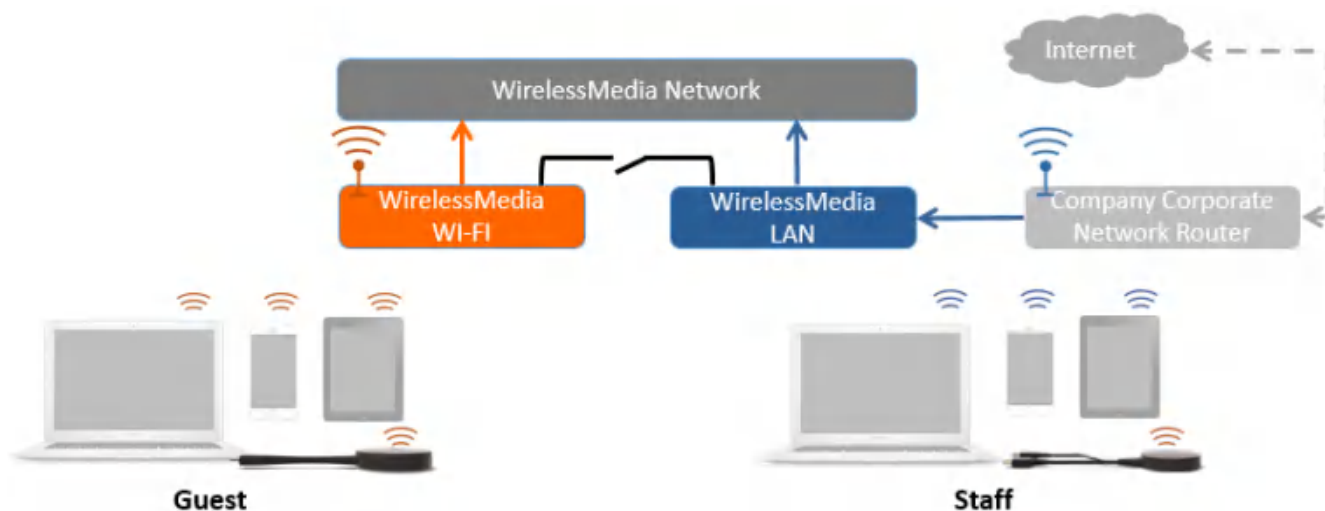 Internet
WirelessMedia Network
WirelessMedia
WI-FI
WirelessMedia
LAN
Company Corporate
Network Router
Guest
Staff